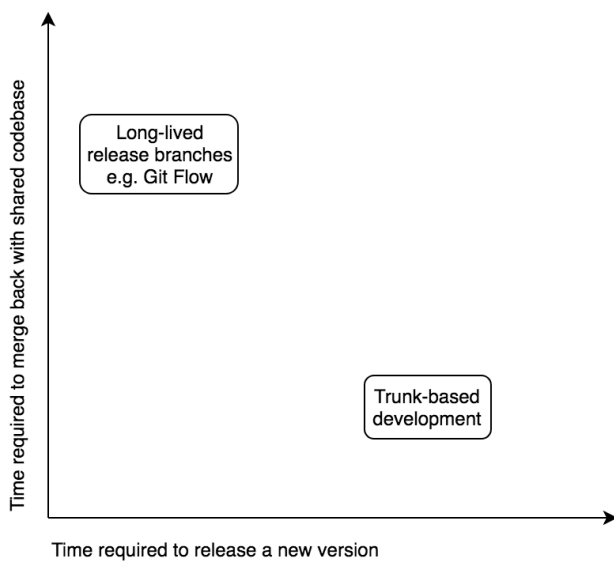 Time required to merge back with shared codebase
Long-lived
release branches
e.g. Git Flow
Trunk-based
development
Time required to release a new version